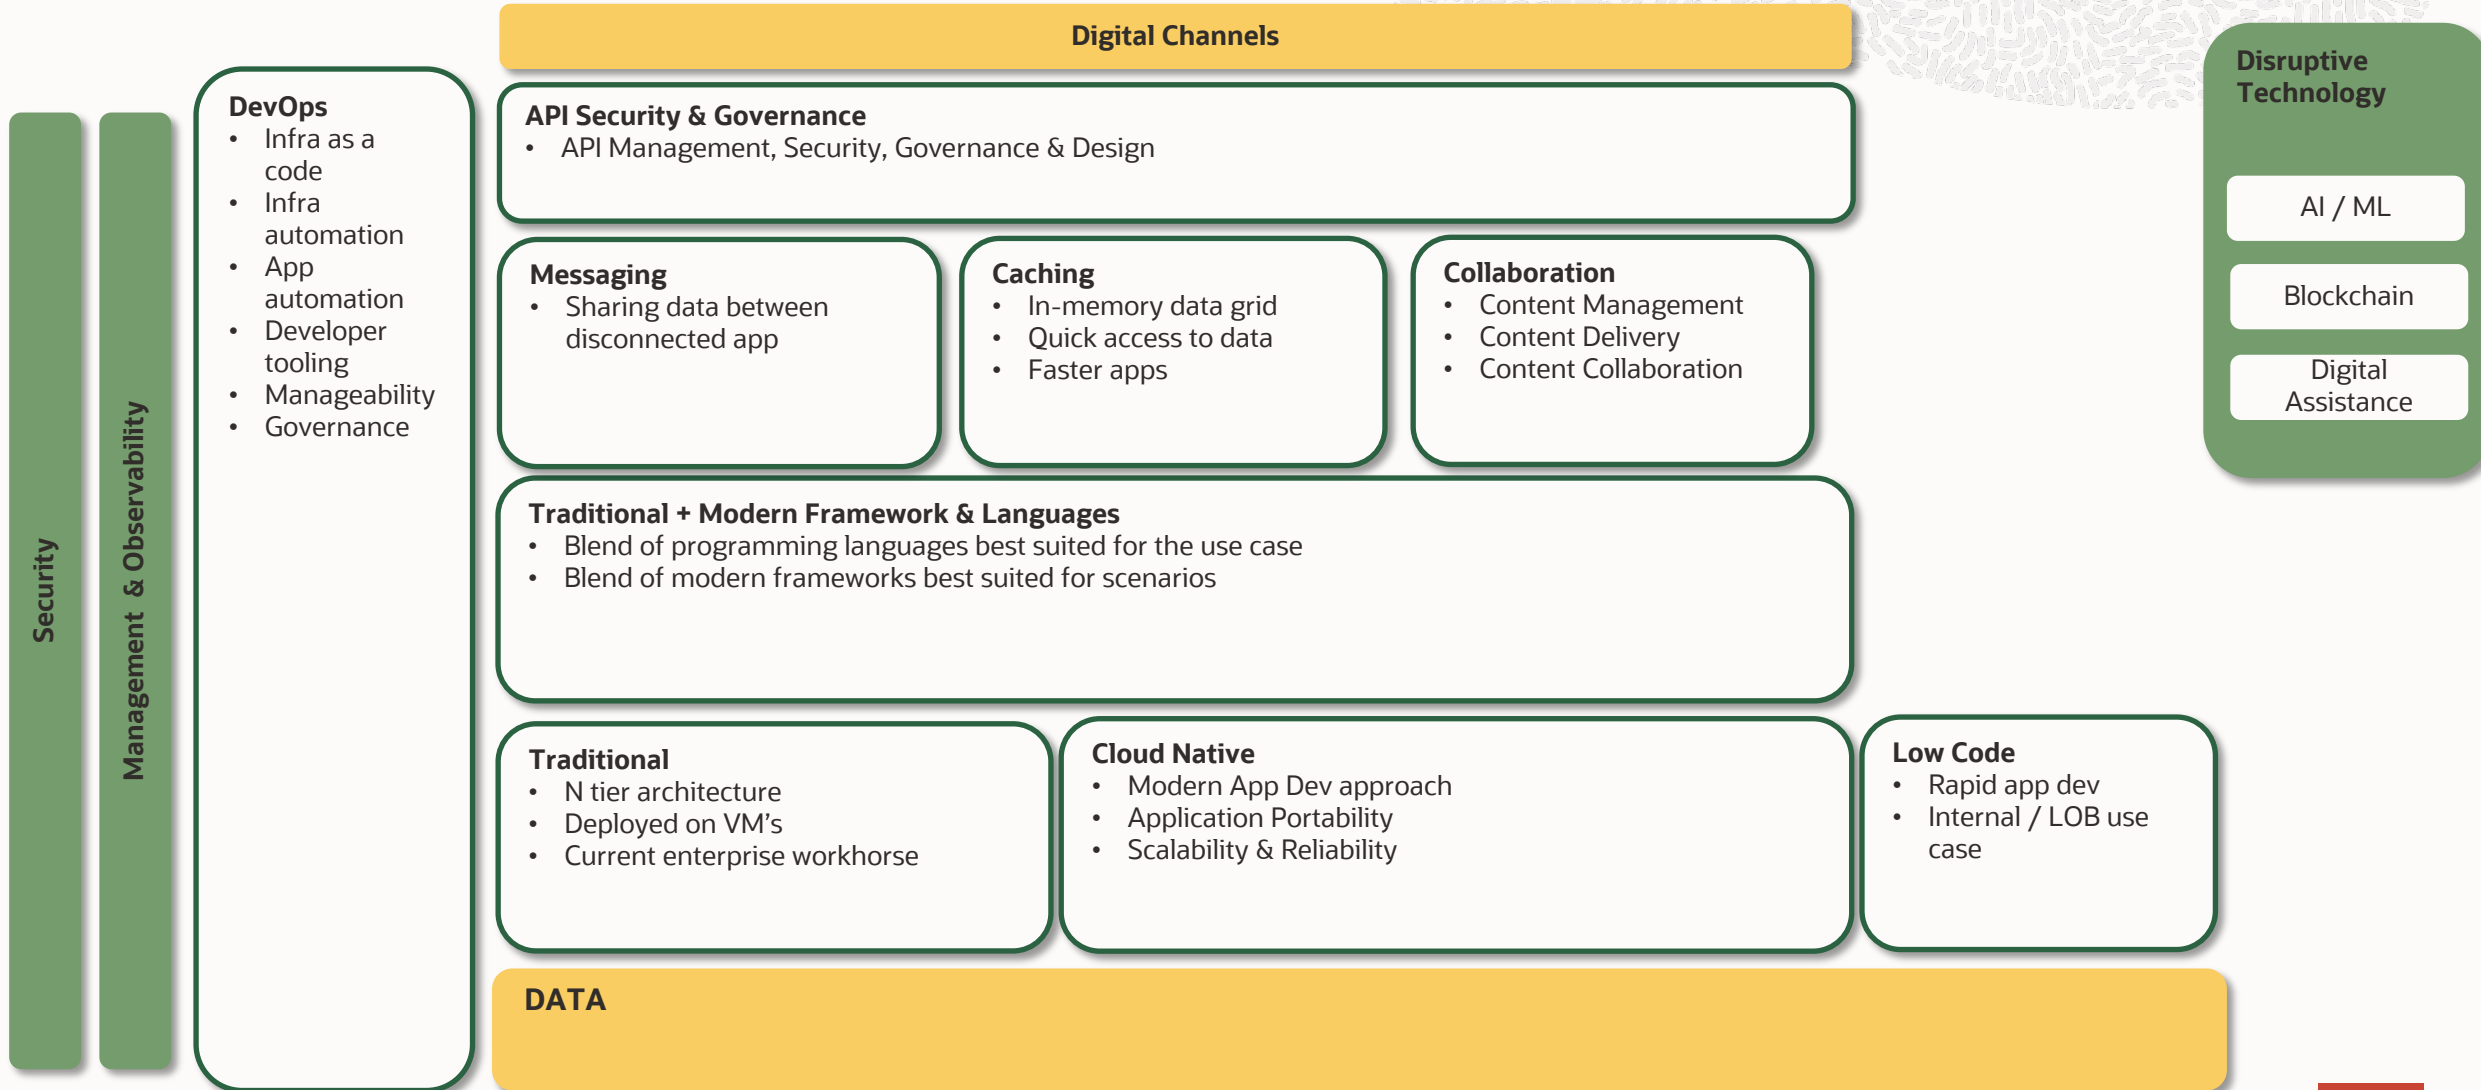 Digital Channels
Security
Management & Observability
DevOps
• Infra as a
code
• Infra
automation
• App
automation
• Developer
tooling
• Manageability
• Governance
API Security & Governance
• API Management, Security, Governance & Design
Messaging
• Sharing data between
disconnected app
Caching
• In-memory data grid
• Quick access to data
• Faster apps
Collaboration
• Content Management
• Content Delivery
• Content Collaboration
Traditional + Modern Framework & Languages
• Blend of programming languages best suited for the use case
• Blend of modern frameworks best suited for scenarios
Traditional
• N tier architecture
• Deployed on VM’s
• Current enterprise workhorse
Cloud Native
• Modern App Dev approach
• Application Portability
• Scalability & Reliability
Low Code
• Rapid app dev
• Internal / LOB use
case
DATA
Disruptive
Technology
AI / ML
Blockchain
Digital
Assistance